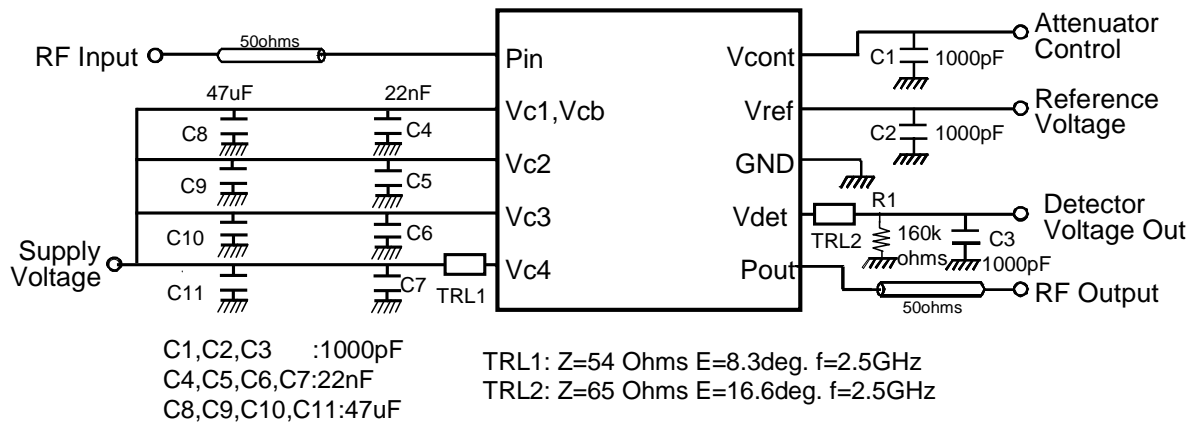 RF Input
50ohms
Pin
47uF
22nF
Vc1,Vcb
C8
C4
Vc2
C9
C5
Vc3
C10
C6
Supply
Voltage
C11
C7
TRL1
Vc4
Vcont
C1
1000pF
Attenuator
Control
Vref
C2
1000pF
Reference
Voltage
GND
Vdet
TRL2
R1
160k
ohms
C3
1000pF
Detector
Voltage Out
Pout
50ohms
RF Output
C1,C2,C3 :1000pF
C4,C5,C6,C7:22nF
C8,C9,C10,C11:47uF
TRL1: Z=54 Ohms E=8.3deg. f=2.5GHz
TRL2: Z=65 Ohms E=16.6deg. f=2.5GHz